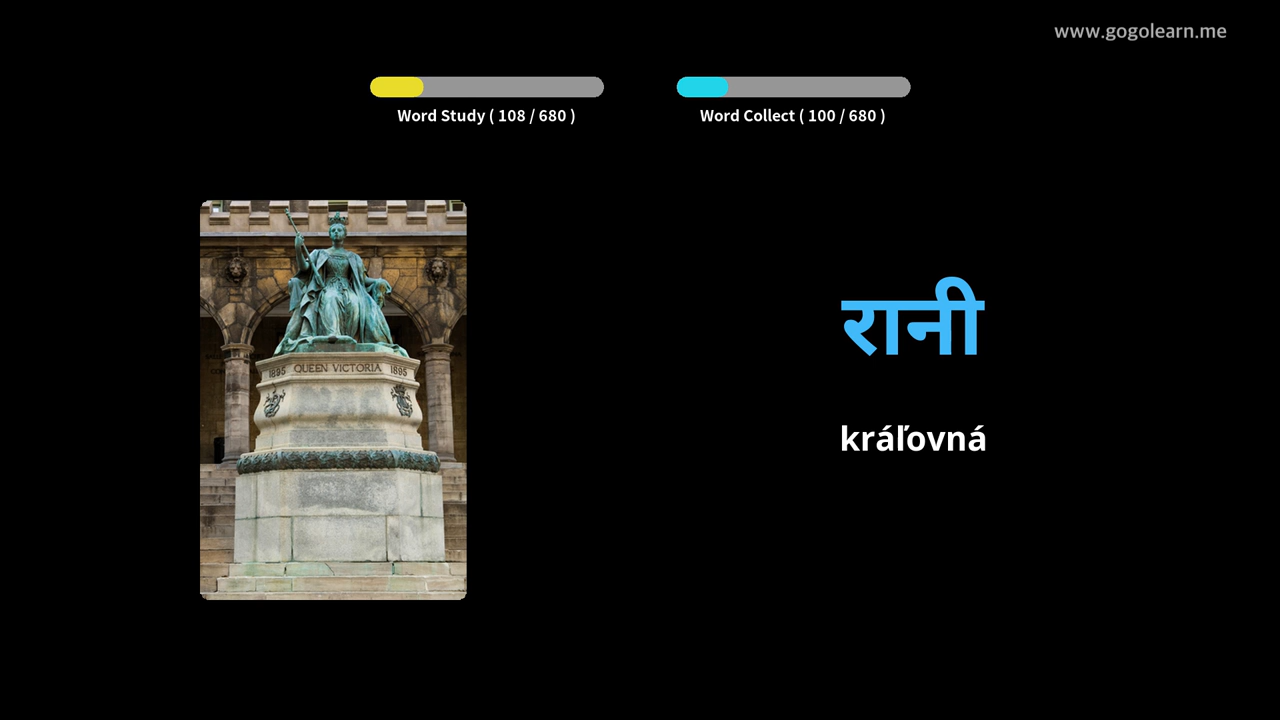 www.gogolearn.me
Word Study ( 108 / 680 )
Word Collect ( 100 / 680 )
1895 QUEEN VICTORIA 1895
रानी
kráľovná